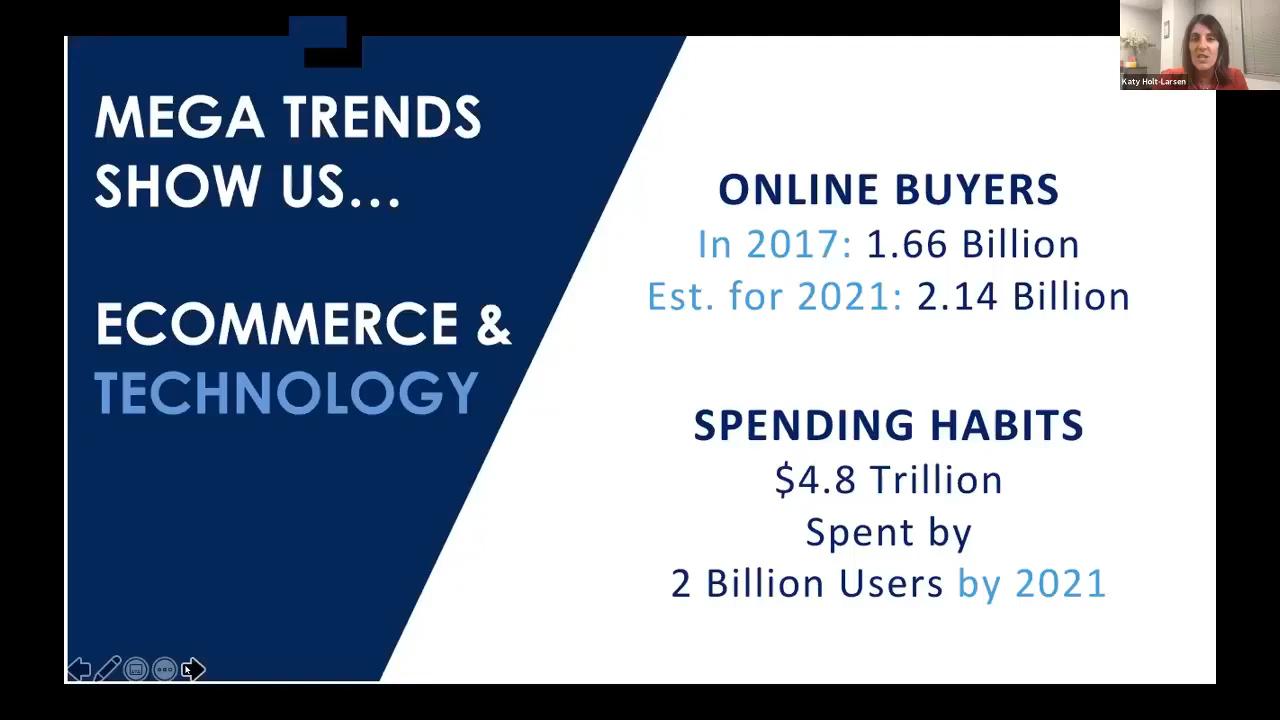 MEGA TRENDS
SHOW US...
ECOMMERCE &
TECHNOLOGY
ONLINE BUYERS
In 2017: 1.66 Billion
Est. for 2021: 2.14 Billion
SPENDING HABITS
$4.8 Trillion
Spent by
2 Billion Users by 2021
Katy Holt-Larsen